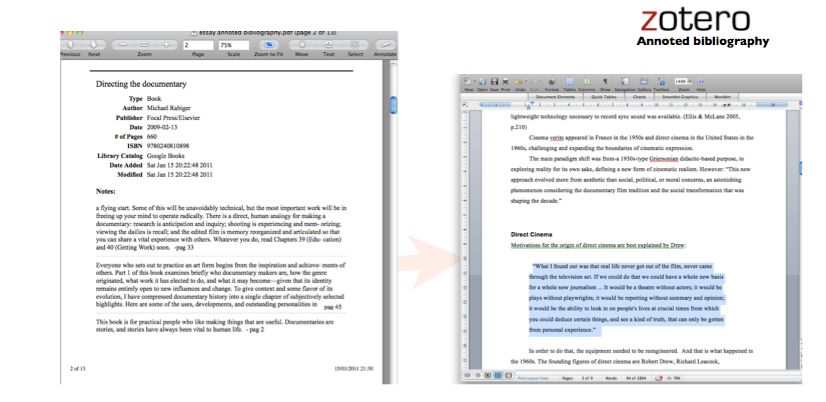 zotero
Annoted bibliography
essay annoted bibliography.pdf (page 2 of 13)
2
75%
Previous Next Zoom Page Scale Zoom to Fit Move Text Select Annotate
Directing the documentary
Type Book
Author Michael Rabiger
Publisher Focal Press/Elsevier
Date 2009-02-13
# of Pages 660
ISBN 9780240810898
Library Catalog Google Books
Date Added Sat Jan 15 20:22:48 2011
Modified Sat Jan 15 20:22:48 2011
Notes:
a flying start. Some of this will be unavoidably technical, but the most important work will be in
freeing up your mind to operate radically. There is a direct, human analogy for making a
documentary: research is anticipation and inquiry; shooting is experiencing and mem- orizing;
viewing the dailies is recall; and the edited film is memory reorganized and articulated so that
you can share a vital experience with others. Whatever you do, read Chapters 39 (Edu- cation)
and 40 (Getting Work) soon. -pag 33
Everyone who sets out to practice an art form begins from the inspiration and achieve- ments of
others. Part 1 of this book examines briefly who documentary makers are, how the genre
originated, what work it has elected to do, and what it may become—given that its identity
remains entirely open to new influences and change. To give context and some flavor of its
evolution, I have compressed documentary history into a single chapter of subjectively selected
highlights. Here are some of the uses, developments, and outstanding personalities in pag 45
This book is for practical people who like making things that are useful. Documentaries are
stories, and stories have always been vital to human life. - pag 2
2 of 13
15/01/2011 21:30
New Open Save Print Undo Redo Format Tables Columns Show Navigation Gallery Toolbox Zoom Help
Document Elements Quick Tables Charts SmartArt Graphics WordArt
lightweight technology necessary to record sync sound was available. (Ellis & McLane 2005,
p.210)
Cinema verite appeared in France in the 1950s and direct cinema in the United States in the
1960s, challenging and expanding the boundaries of cinematic expression.
The main paradigm shift was from-a 1930s-type Griersonian didactic-based purpose, to
exploring reality for its own sake, defining a new form of cinematic realism. However: “This new
approach evolved more from aesthetic than social, political, or moral concerns, an astonishing
phenomenon considering the documentary film tradition and the social transformation that was
shaping the decade.”
Direct Cinema
Motivations for the origin of direct cinema are best explained by Drew:
“What I found out was that real life never got out of the film, never came
through the television set. If we could do that we could have a whole new basis
for a whole new journalism ... It would be a theatre without actors; it would be
plays without playwrights; it would be reporting without summary and opinion;
it would be the ability to look in on people's lives at crucial times from which
you could deduce certain things, and see a kind of truth, that can only be gotten
from personal experience.”
In order to do that, the equipment needed to be reengineered. And that is what happened in
the 1960s. The founding figures of direct cinema are Robert Drew, Richard Leacock,
Print Layout View Pages: 3 of 9 Words: 94 of 2804